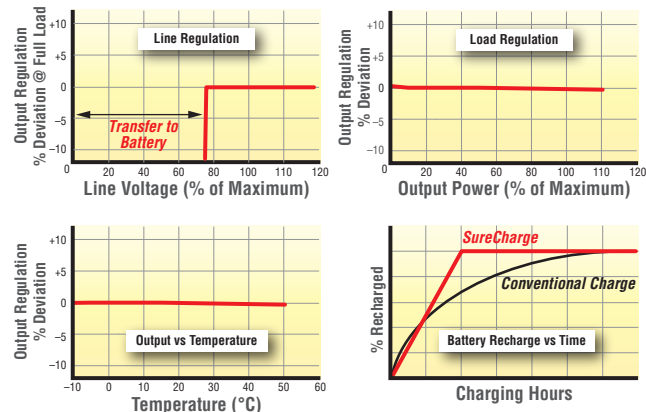 Output Regulation
% Deviation @ Full Load
+10
+5
0
−5
−10
Line Regulation
Transfer to
Battery
0 12 20 40 60 80 100 110 120
Line Voltage (% of Maximum)
Output Regulation
% Deviation
+10
+5
0
−5
−10
Load Regulation
0 12 20 40 60 80 100 110 120
Output Power (% of Maximum)
Output Regulation
% Deviation
+10
+5
0
−5
−10
Output vs Temperature
−10 0 10 20 30 40 50 60
Temperature (°C)
% Recharged
SureCharge
Conventional Charge
Battery Recharge vs Time
Charging Hours